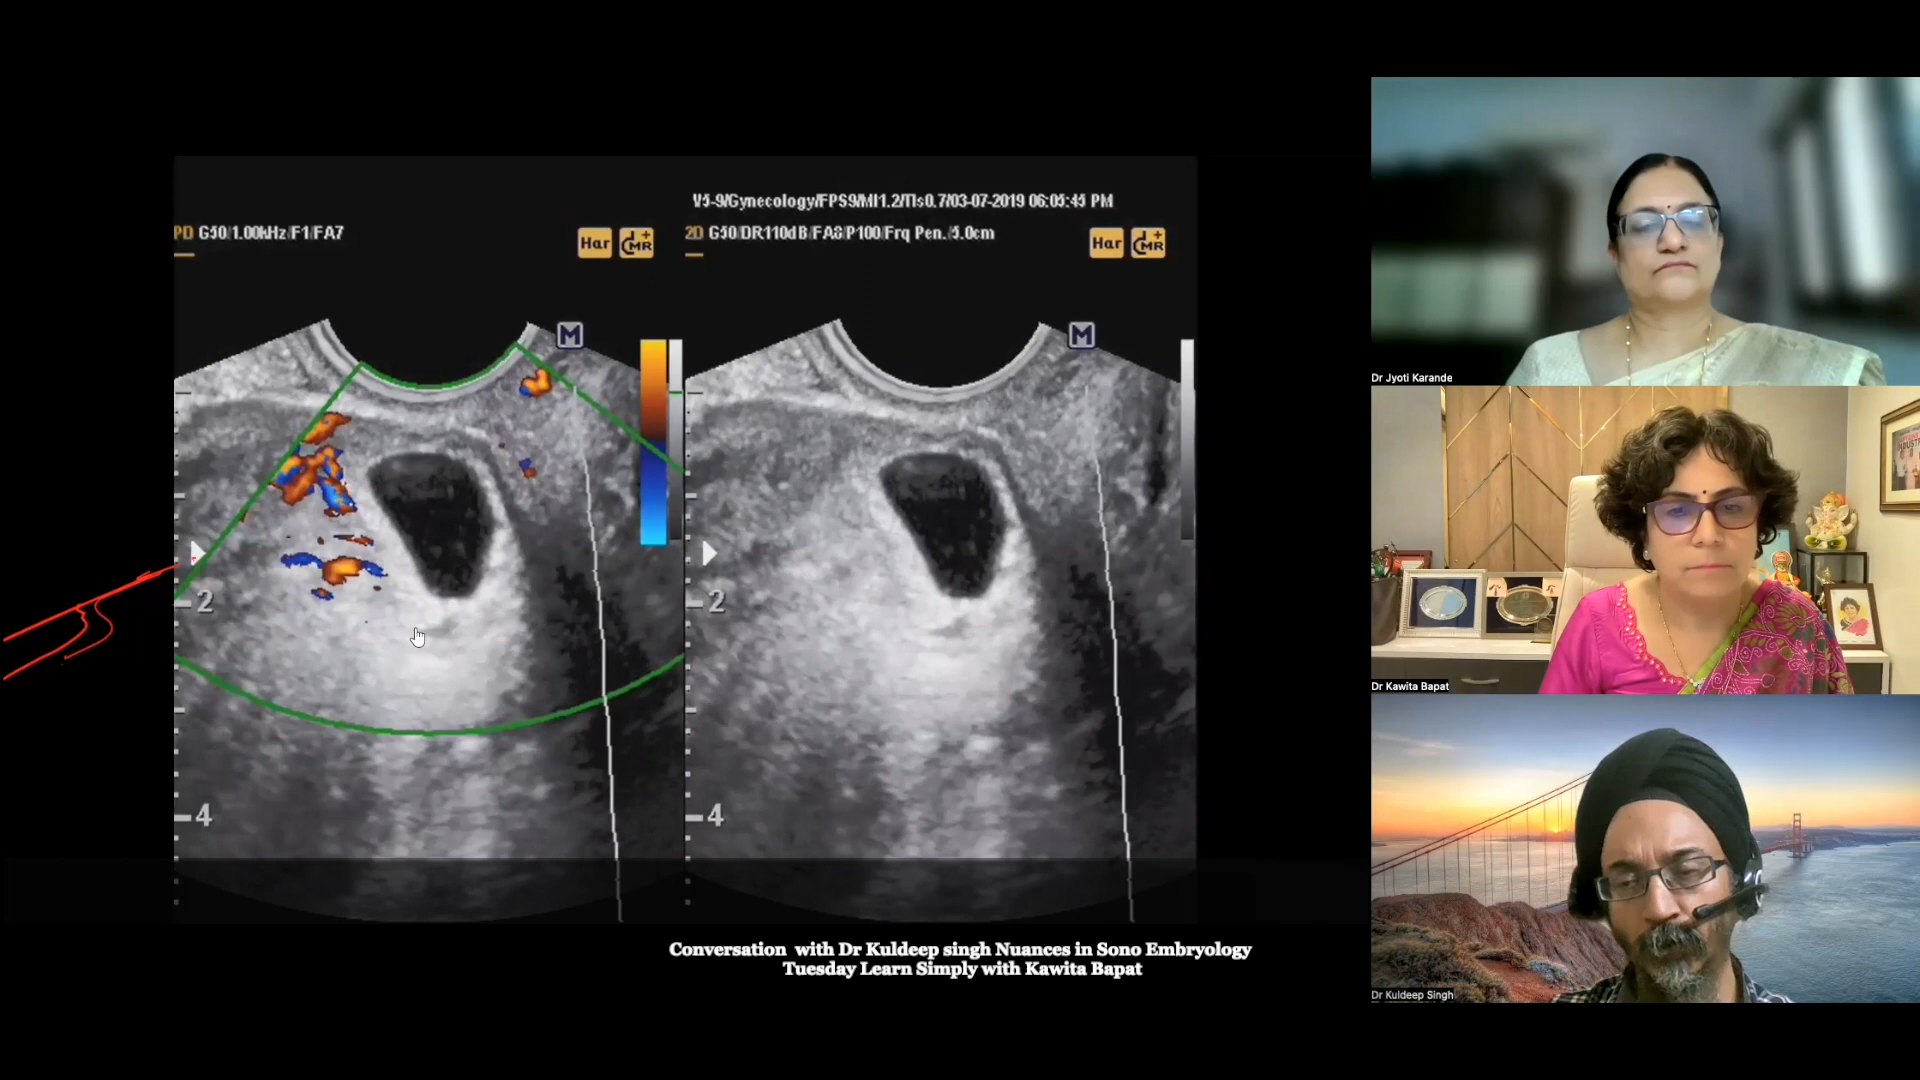 V5-9/Gynecology/FPS9/MI1.2/TIs0.7/03-07-2019 06:05:45 PM
PD G50/1.00kHz/F1/FA7
Har
CMR+
2D G50/DR110dB/FA8/P100/Frq Pen./5.0cm
Har
CMR+
M
M
2
2
4
4
Dr Jyoti Karande
Dr Kawita Bapat
Dr Kuldeep Singh
Conversation with Dr Kuldeep singh Nuances in Sono Embryology
Tuesday Learn Simply with Kawita Bapat